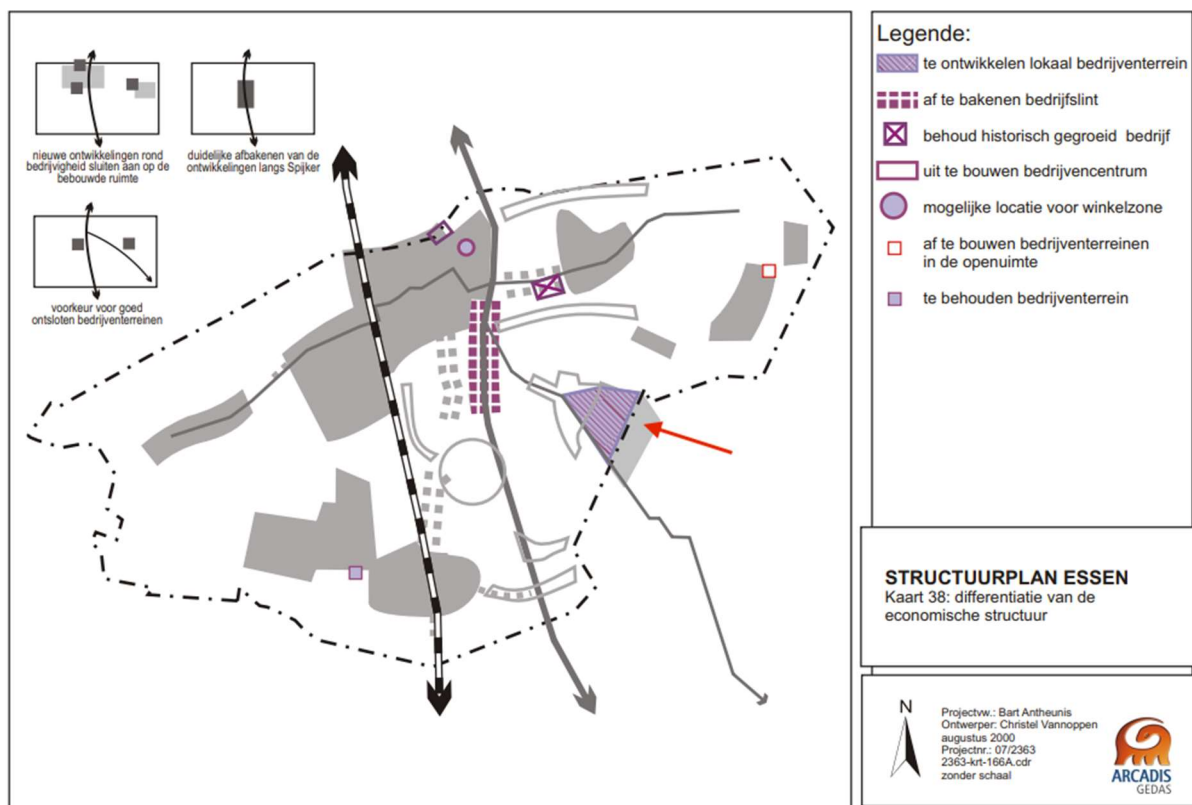 nieuwe ontwikkelingen rond
bedrijvigheid sluiten aan op de
bebouwde ruimte
duidelijke afbakenen van de
ontwikkelingen langs Spijker
voorkeur voor goed
ontsloten bedrijventerreinen
Legende:
te ontwikkelen lokaal bedrijventerrein
af te bakenen bedrijfslint
behoud historisch gegroeid bedrijf
uit te bouwen bedrijvencentrum
mogelijke locatie voor winkelzone
af te bouwen bedrijventerreinen
in de openuimte
te behouden bedrijventerrein
STRUCTUURPLAN ESSEN
Kaart 38: differentiatie van de
economische structuur
N
Projectvw.: Bart Antheunis
Ontwerper: Christel Vannoppen
augustus 2000
Projectnr.: 07/2363
2363-krt-166A.cdr
zonder schaal
ARCADIS
GEDAS